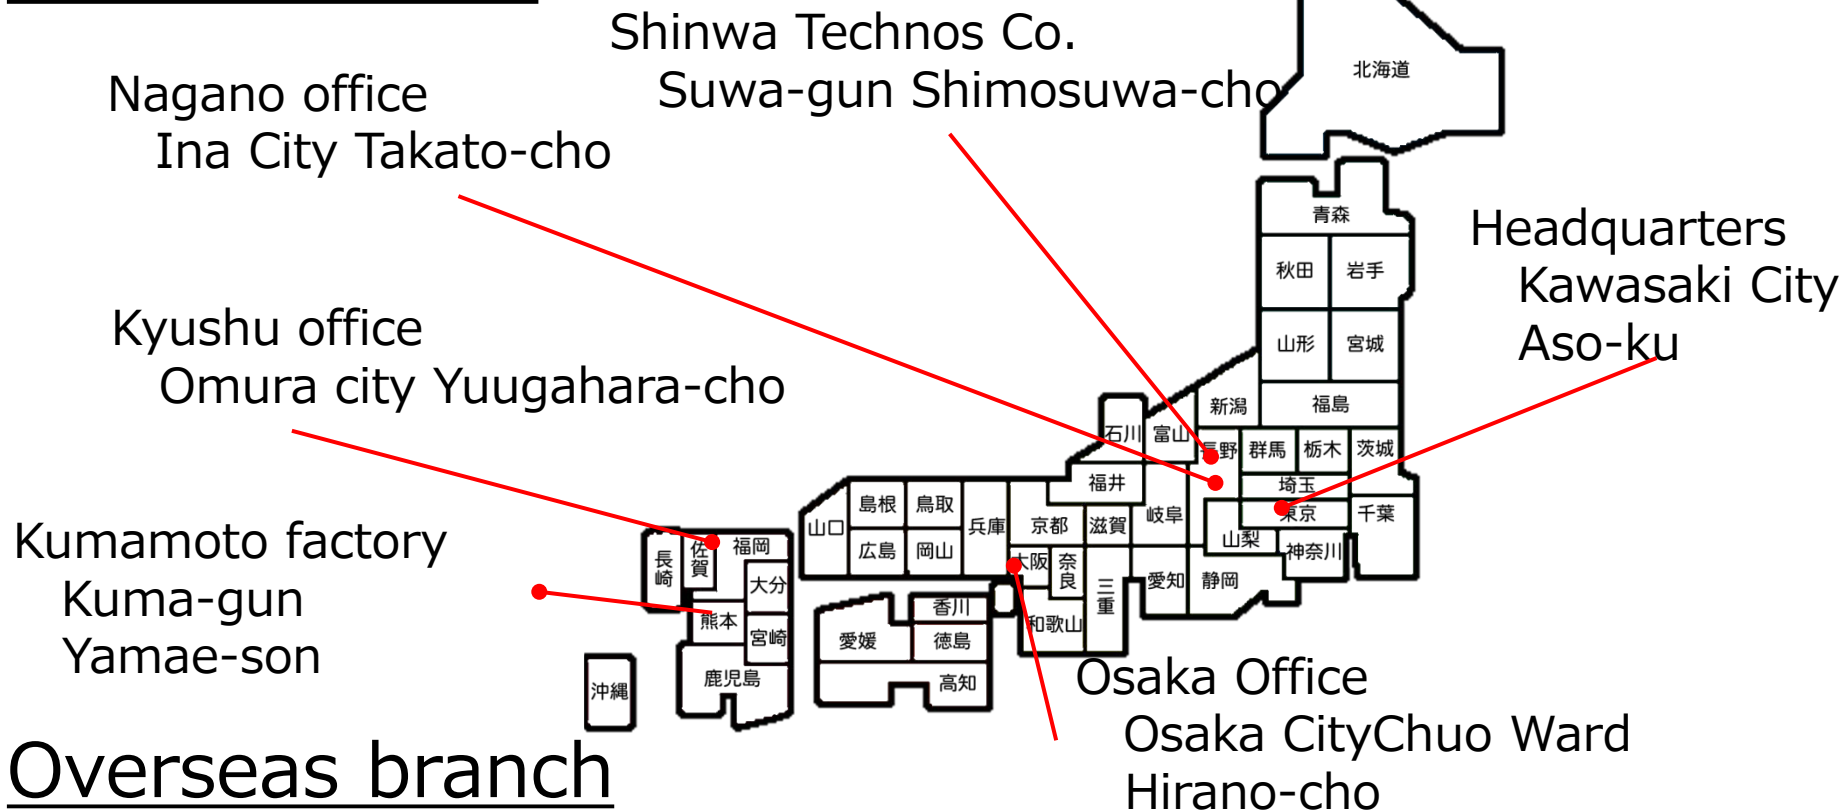 Shinwa Technos Co.
Suwa-gun Shimosuwa-cho
Nagano office
Ina City Takato-cho
Headquarters
Kawasaki City
Aso-ku
Kyushu office
Omura city Yuugahara-cho
Kumamoto factory
Kuma-gun
Yamae-son
Osaka Office
Osaka CityChuo Ward
Hirano-cho
北海道
青森
秋田
岩手
山形
宮城
新潟
福島
石川
富山
長野
群馬
栃木
茨城
福井
埼玉
島根
鳥取
兵庫
京都
滋賀
岐阜
東京
千葉
山口
広島
岡山
大阪
奈良
三重
愛知
静岡
山梨
神奈川
和歌山
長崎
佐賀
福岡
大分
熊本
宮崎
鹿児島
沖縄
香川
愛媛
徳島
高知
Overseas branch